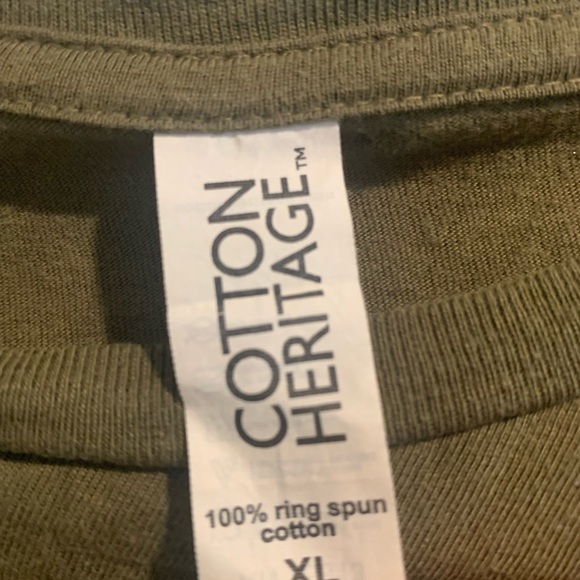 COTTON
HERITAGE™
100% ring spun
cotton
XL